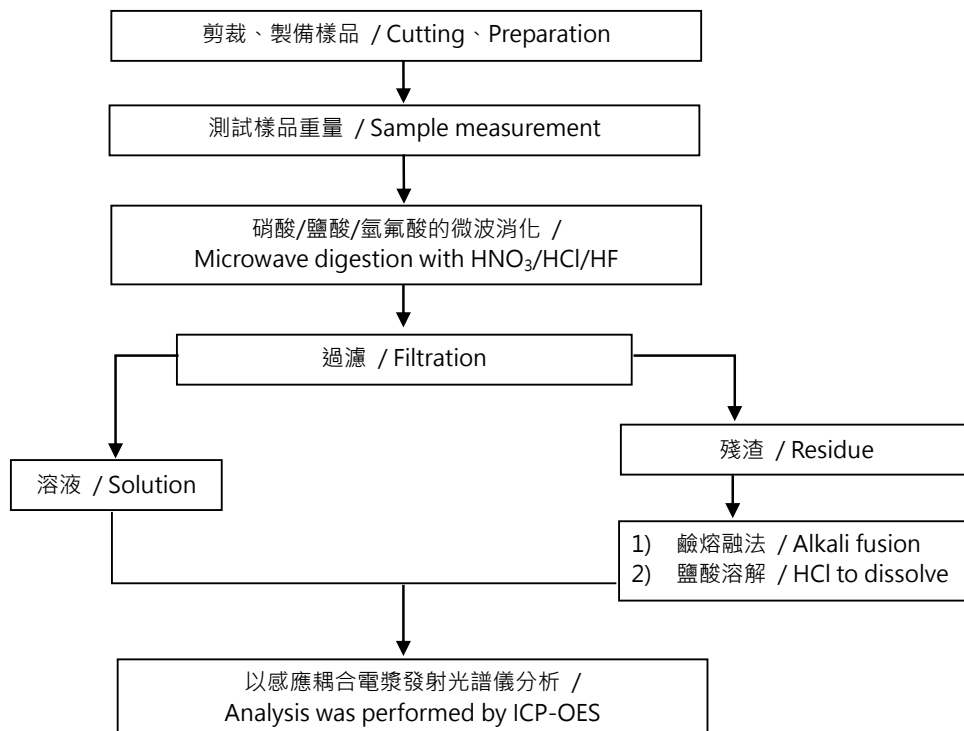 剪裁、製備樣品 / Cutting、Preparation
測試樣品重量 / Sample measurement
硝酸/鹽酸/氫氟酸的微波消化 /
Microwave digestion with HNO₃/HCl/HF
過濾 / Filtration
溶液 / Solution
殘渣 / Residue
1) 鹼熔融法 / Alkali fusion
2) 鹽酸溶解 / HCl to dissolve
以感應耦合電漿發射光譜儀分析 /
Analysis was performed by ICP-OES